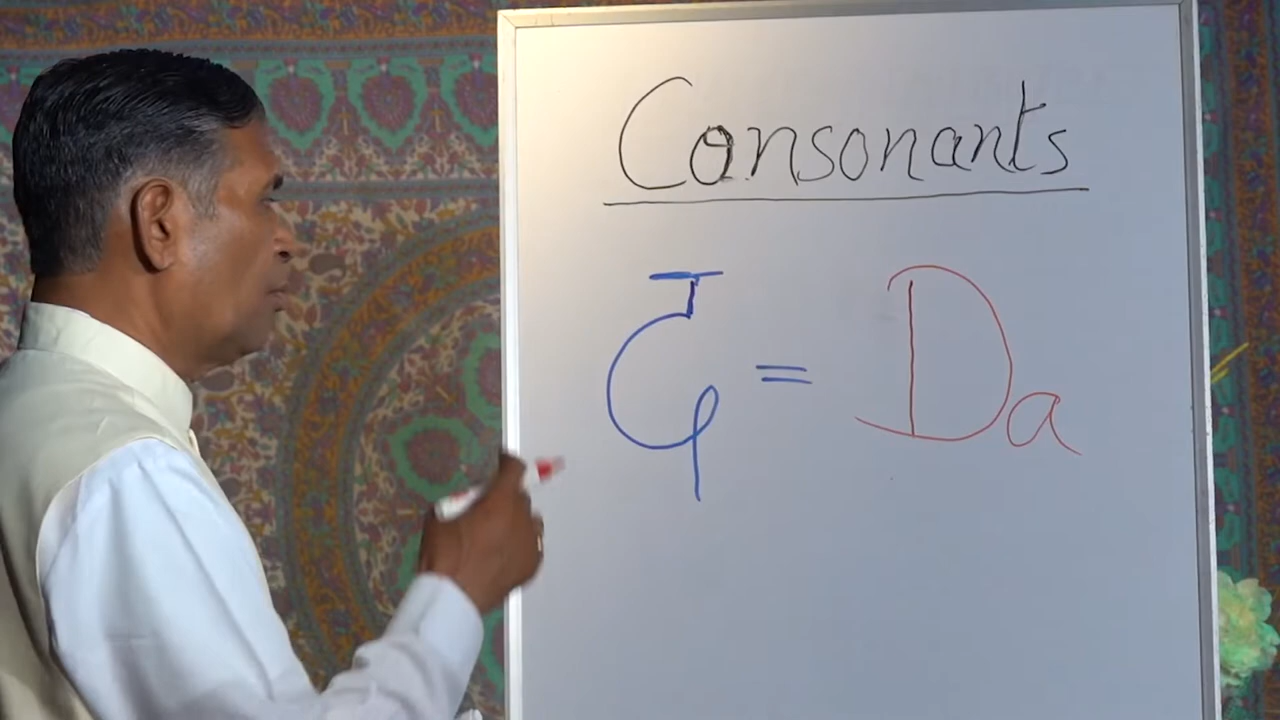 Consonants
द = Da